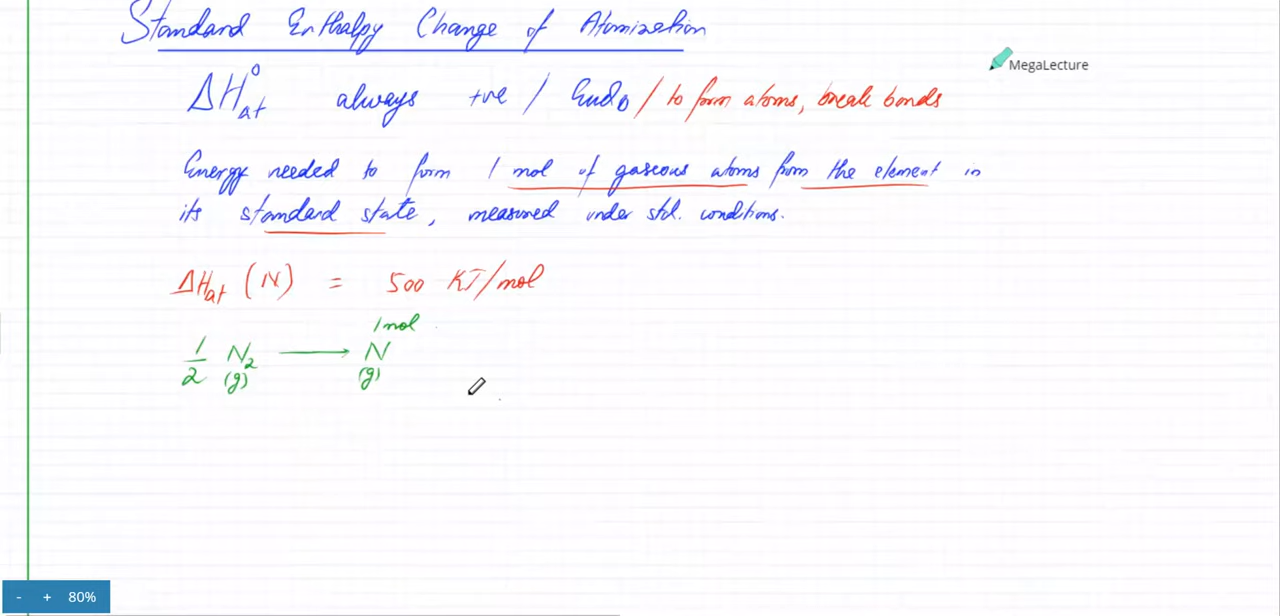 Standard Enthalpy Change of Atomization
MegaLecture
ΔH°at always +ve / Endo / to form atoms, break bonds
Energy needed to form 1 mol of gaseous atoms from the element in
its standard state, measured under std. conditions.
ΔHat (N) = 500 KJ/mol
1mol
1/2 N₂ ⟶ N
(g) (g)
- + 80%